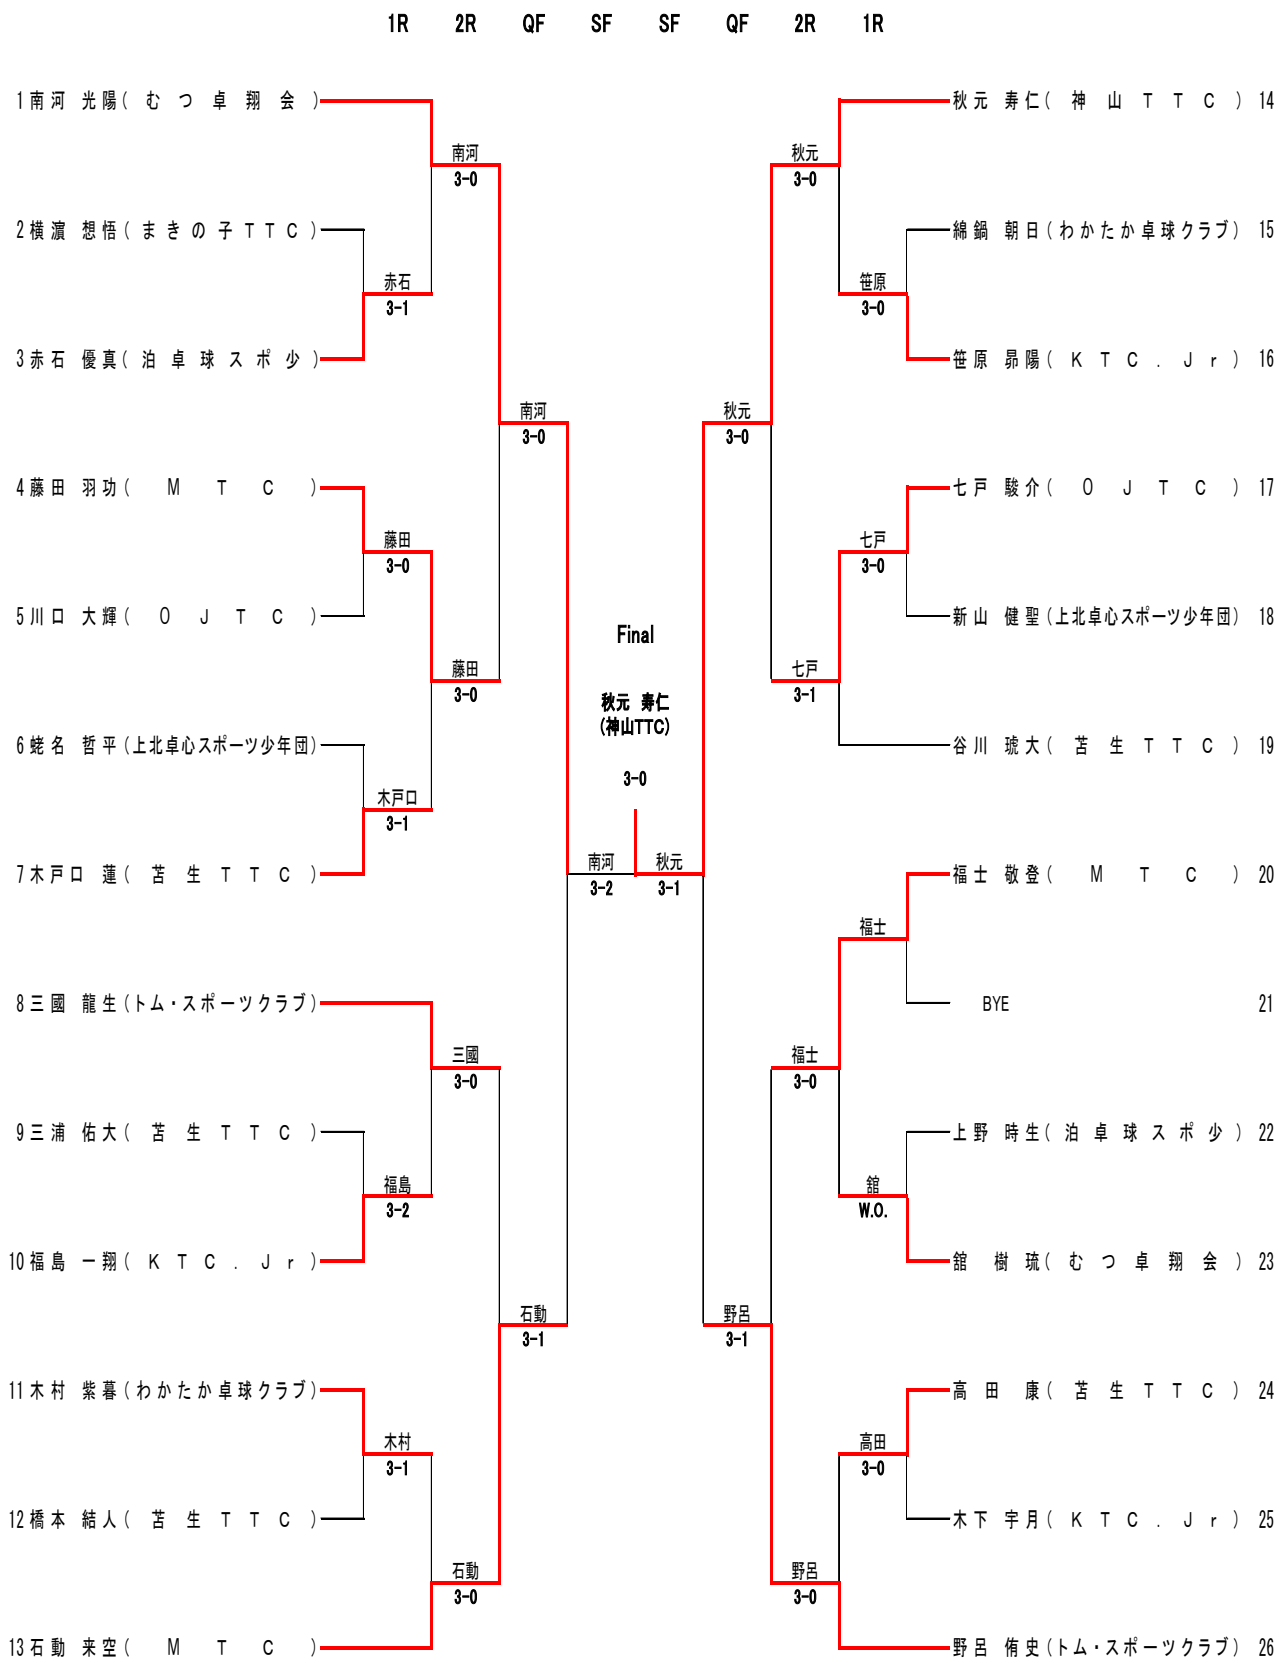 1R 2R QF SF SF QF 2R 1R
1 南河 光陽 (むつ卓翔会)
秋元 寿仁 (神山TTC) 14
南河
3-0
秋元
3-0
2 横濵 想悟 (まきの子TTC)
綿鍋 朝日 (わかたか卓球クラブ) 15
赤石
3-1
笹原
3-0
3 赤石 優真 (泊卓球スポ少)
笹原 昴陽 (KTC.Jr) 16
南河
3-0
秋元
3-0
4 藤田 羽功 (MTC)
七戸 駿介 (OJTC) 17
藤田
3-0
七戸
3-0
5 川口 大輝 (OJTC)
新山 健聖 (上北卓心スポーツ少年団) 18
Final
藤田
3-0
七戸
3-1
秋元 寿仁
(神山TTC)
6 蛯名 哲平 (上北卓心スポーツ少年団)
谷川 琥大 (苫生TTC) 19
3-0
木戸口
3-1
7 木戸口 蓮 (苫生TTC)
福士 敬登 (MTC) 20
南河
3-2
秋元
3-1
福士
8 三國 龍生 (トム・スポーツクラブ)
BYE 21
三國
3-0
福士
3-0
9 三浦 佑大 (苫生TTC)
上野 時生 (泊卓球スポ少) 22
福島
3-2
舘
W.O.
10 福島 一翔 (KTC.Jr)
舘 樹琉 (むつ卓翔会) 23
石動
3-1
野呂
3-1
11 木村 紫暮 (わかたか卓球クラブ)
高田 康 (苫生TTC) 24
木村
3-1
高田
3-0
12 橋本 結人 (苫生TTC)
木下 宇月 (KTC.Jr) 25
石動
3-0
野呂
3-0
13 石動 来空 (MTC)
野呂 侑史 (トム・スポーツクラブ) 26